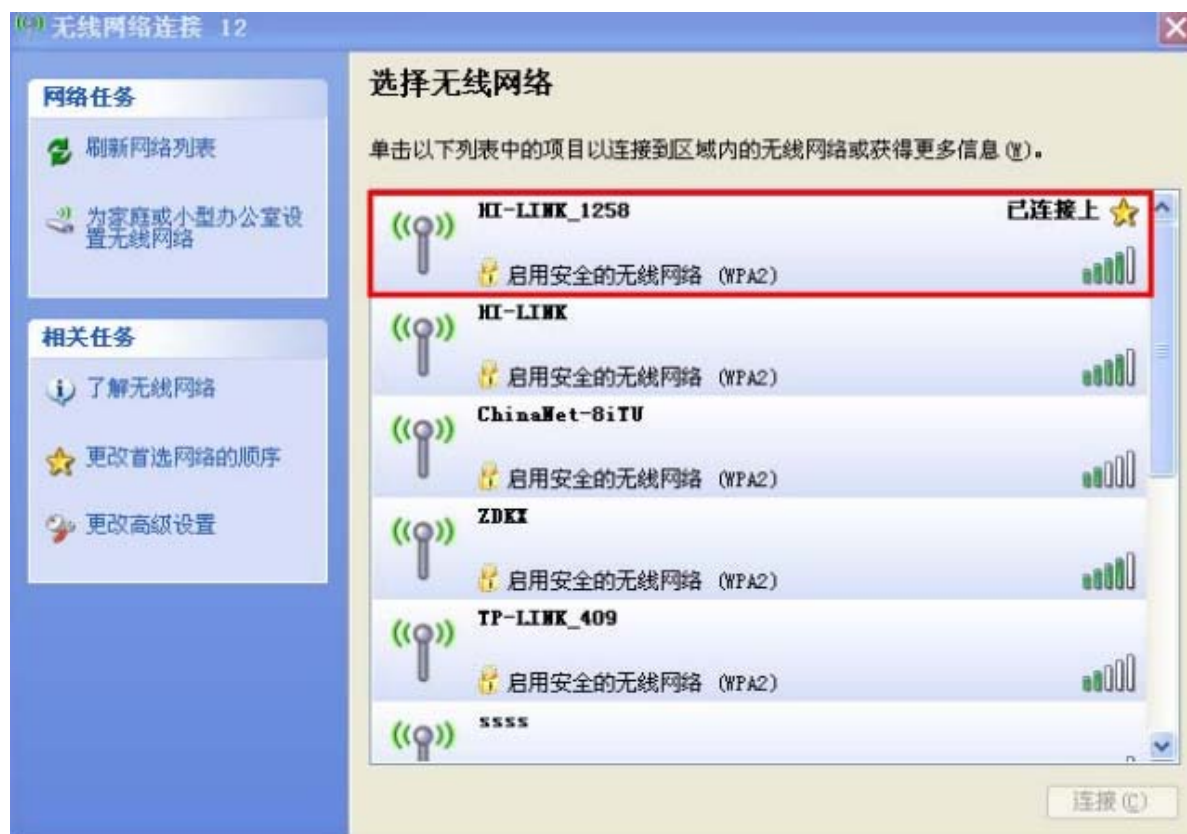 无线网络连接 12
网络任务
刷新网络列表
为家庭或小型办公室设
置无线网络
相关任务
了解无线网络
更改首选网络的顺序
更改高级设置
选择无线网络
单击以下列表中的项目以连接到区域内的无线网络或获得更多信息(W)。
HI-LINK_1258
已连接上
启用安全的无线网络 (WPA2)
HI-LINK
启用安全的无线网络 (WPA2)
ChinaNet-8iTU
启用安全的无线网络 (WPA2)
ZDKX
启用安全的无线网络 (WPA2)
TP-LINK_409
启用安全的无线网络 (WPA2)
ssss
连接(C)